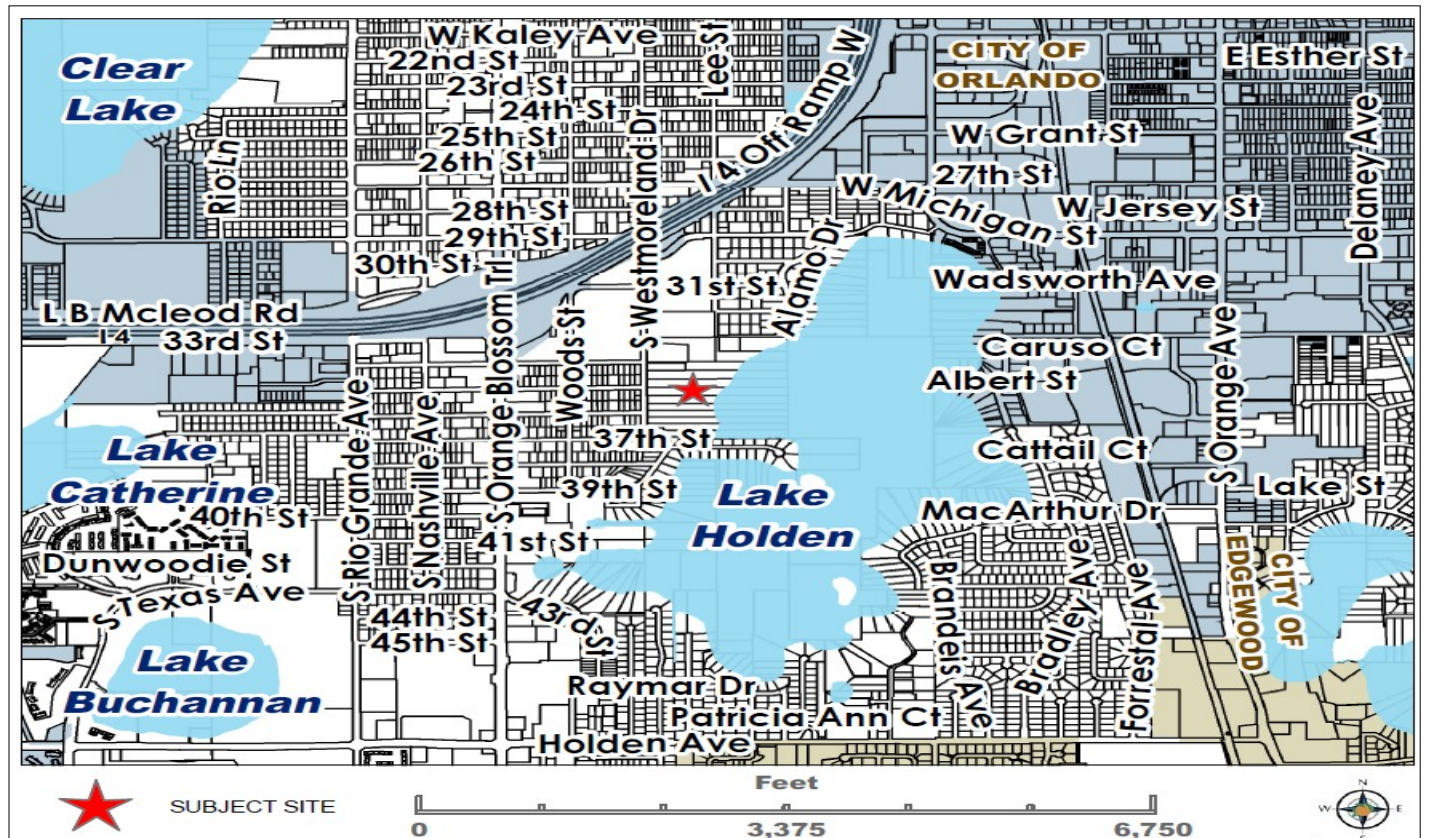 W Kaley Ave
22nd St
23rd St
24th St
25th St
26th St
28th St
29th St
30th St
Lee St
CITY OF
ORLANDO
E Esther St
Clear
Lake
Rio Ln
S Westmoreland Dr
I 4 Off Ramp W
W Grant St
27th St
W Michigan St
W Jersey St
Delaney Ave
31st St
Alamo Dr
Wadsworth Ave
L B Mcleod Rd
I 4
33rd St
S Orange Blossom Trl
Woods St
Caruso Ct
Albert St
S Orange Ave
S Rio Grande Ave
S Nashville Ave
37th St
39th St
41st St
Cattail Ct
Lake St
Lake
Catherine
40th St
Lake
Holden
MacArthur Dr
Dunwoodie St
S Texas Ave
44th St
45th St
43rd St
Brandeis Ave
Bradley Ave
Forrestal Ave
CITY OF
EDGEWOOD
Lake
Buchannan
Raymar Dr
Patricia Ann Ct
Holden Ave
SUBJECT SITE
Feet
0
3,375
6,750
N
W
E
S